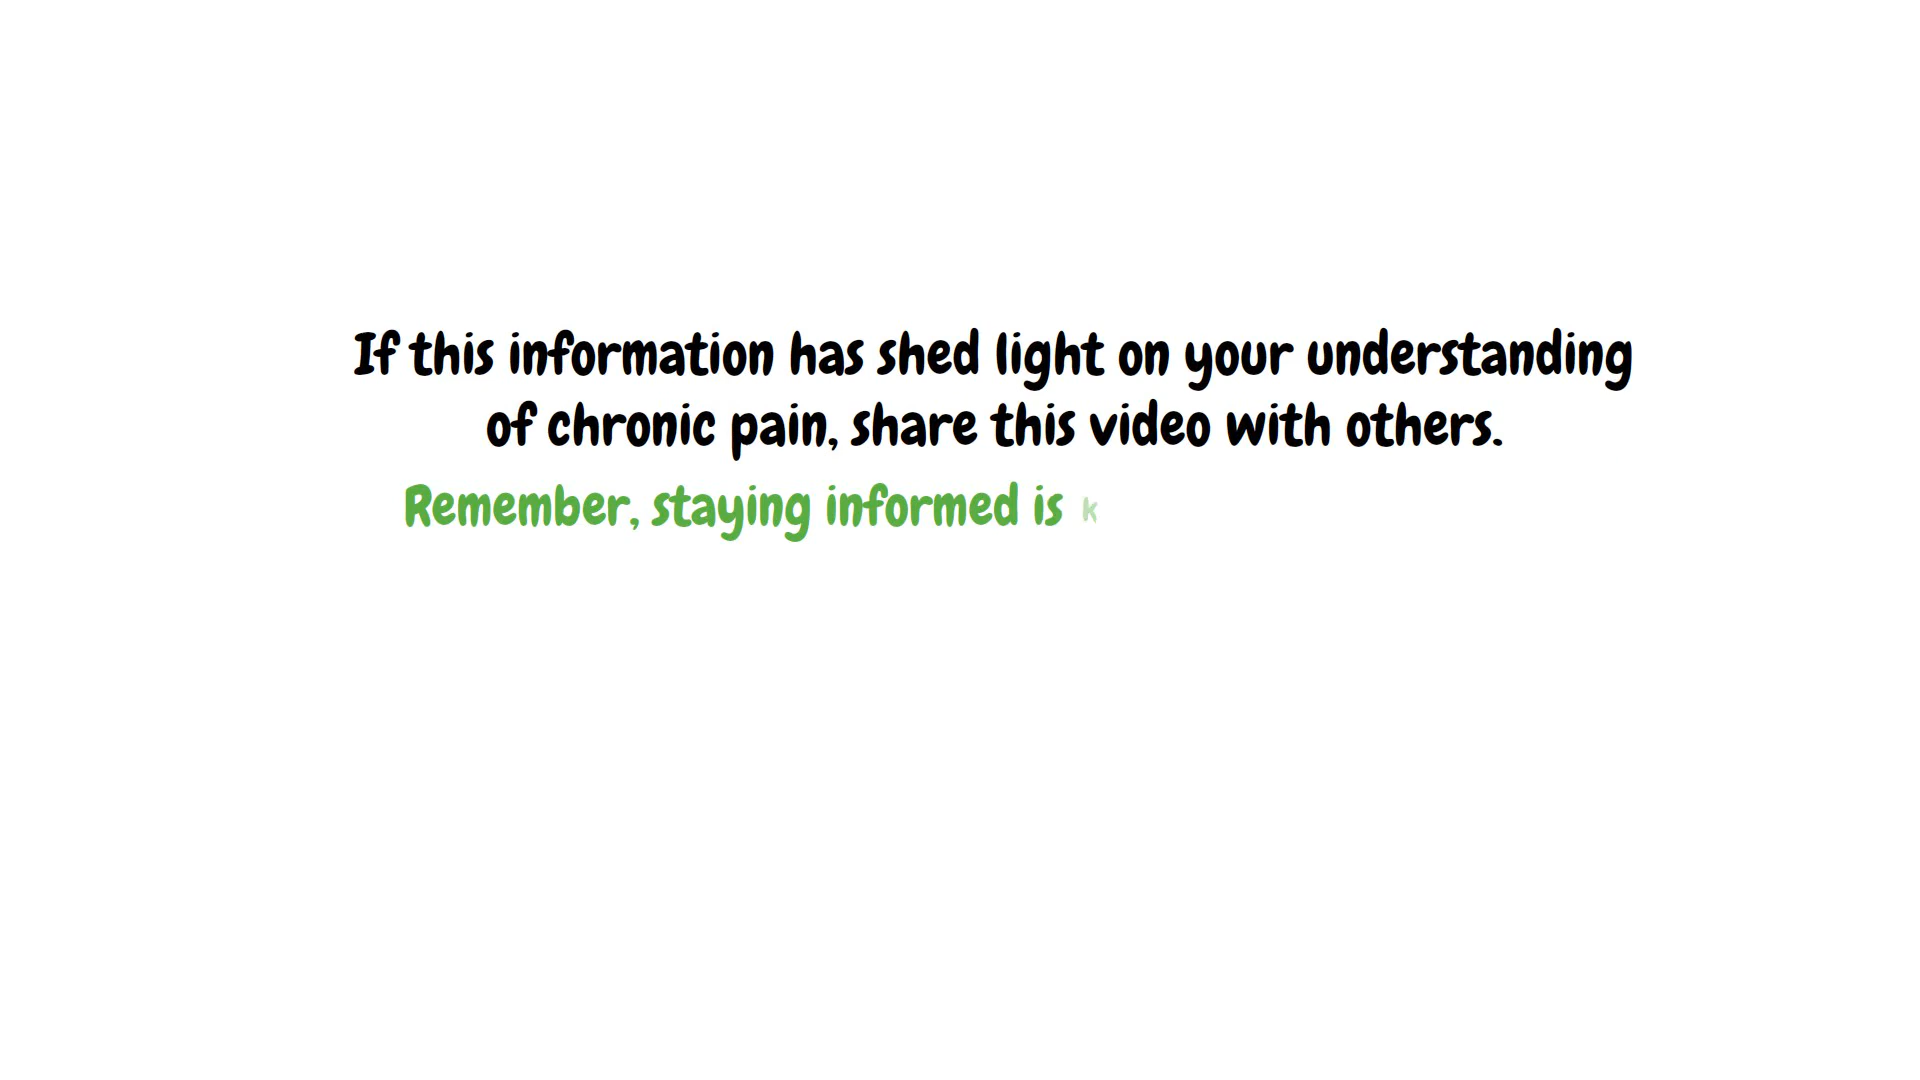 If this information has shed light on your understanding
of chronic pain, share this video with others.
Remember, staying informed is k